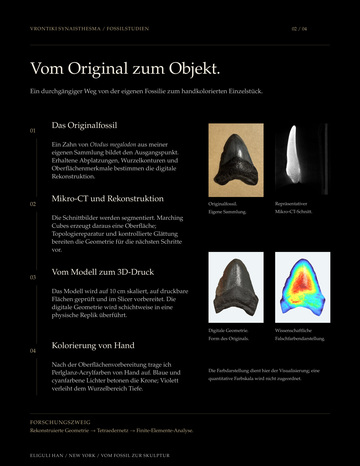 VRONTIKI SYNAISTHESIA / FOSSILSTUDIEN
02 / 04
Vom Original zum Objekt.
Ein durchgängiger Weg von der eigenen Fossilie zum handkolorierten Einzelstück.
01
Das Originalfossil
Ein Zahn von Otodus megalodon aus meiner
eigenen Sammlung bildet den Ausgangspunkt.
Erhaltene Abplatzungen, Wurzelkonturen und
Oberflächenmerkmale bestimmen die digitale
Rekonstruktion.
Originalfossil.
Eigene Sammlung.
Repräsentativer
Mikro-CT-Schnitt.
02
Mikro-CT und Rekonstruktion
Die Schnittbilder werden segmentiert. Marching
Cubes erzeugt daraus eine Oberfläche;
Topologiereparatur und kontrollierte Glättung
bereiten die Geometrie für die nächsten Schritte
vor.
03
Vom Modell zum 3D-Druck
Das Modell wird auf 10 cm skaliert, auf druckbare
Flächen geprüft und im Slicer vorbereitet. Die
digitale Geometrie wird schichtweise in eine
physische Replik überführt.
Digitale Geometrie.
Form des Originals.
Wissenschaftliche
Falschfarbendarstellung.
04
Kolorierung von Hand
Nach der Oberflächenvorbereitung trage ich
Perlglanz-Acrylfarben von Hand auf. Blaue und
cyanfarbene Lichter betonen die Krone; Violett
verleiht dem Wurzelbereich Tiefe.
Die Farbdarstellung dient hier der Visualisierung; eine
quantitative Farbskala wird nicht zugeordnet.
FORSCHUNGSZWEIG
Rekonstruierte Geometrie → Tetraedernetz → Finite-Elemente-Analyse.
ELIGULI HAN / NEW YORK / VOM FOSSIL ZUR SKULPTUR